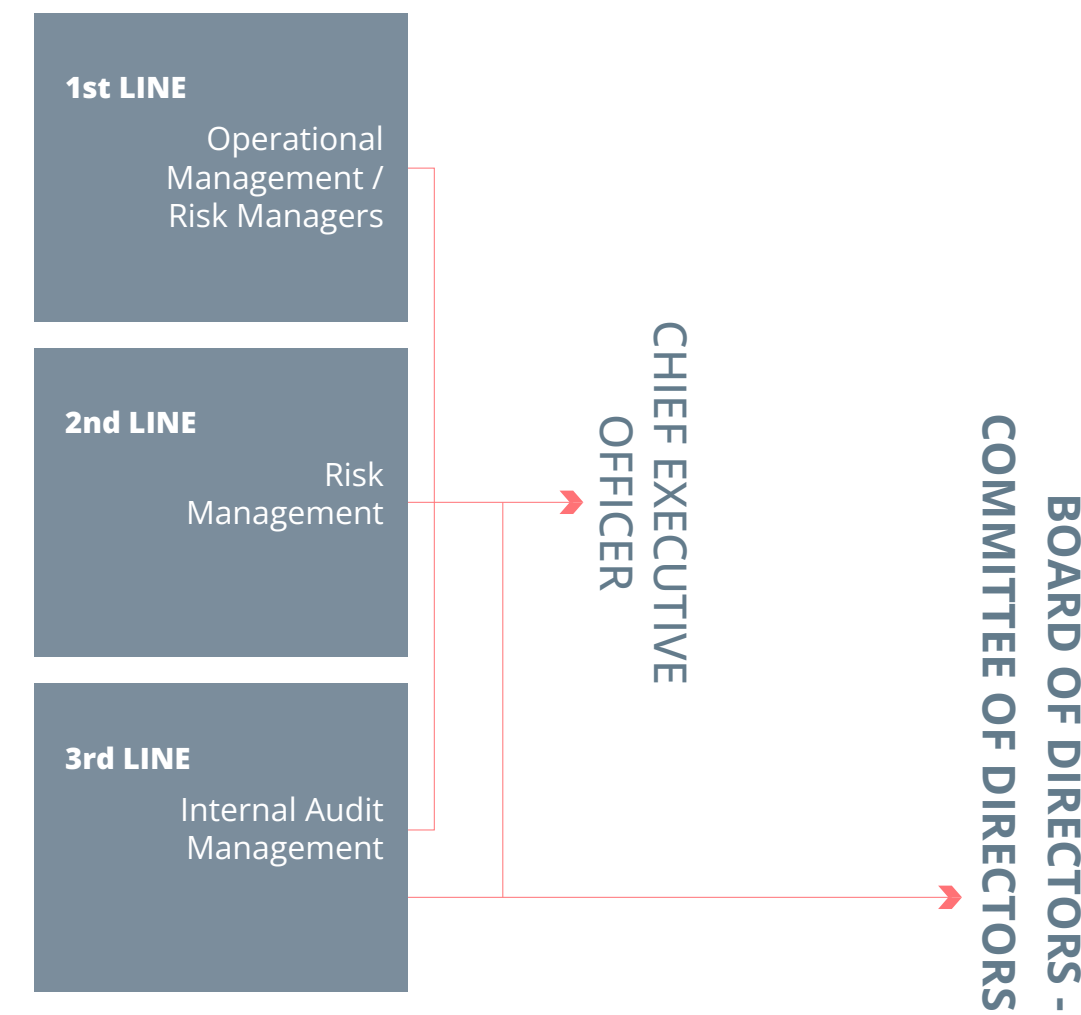 1st LINE
Operational
Management /
Risk Managers
2nd LINE
Risk
Management
3rd LINE
Internal Audit
Management
CHIEF EXECUTIVE
OFFICER
BOARD OF DIRECTORS -
COMMITTEE OF DIRECTORS